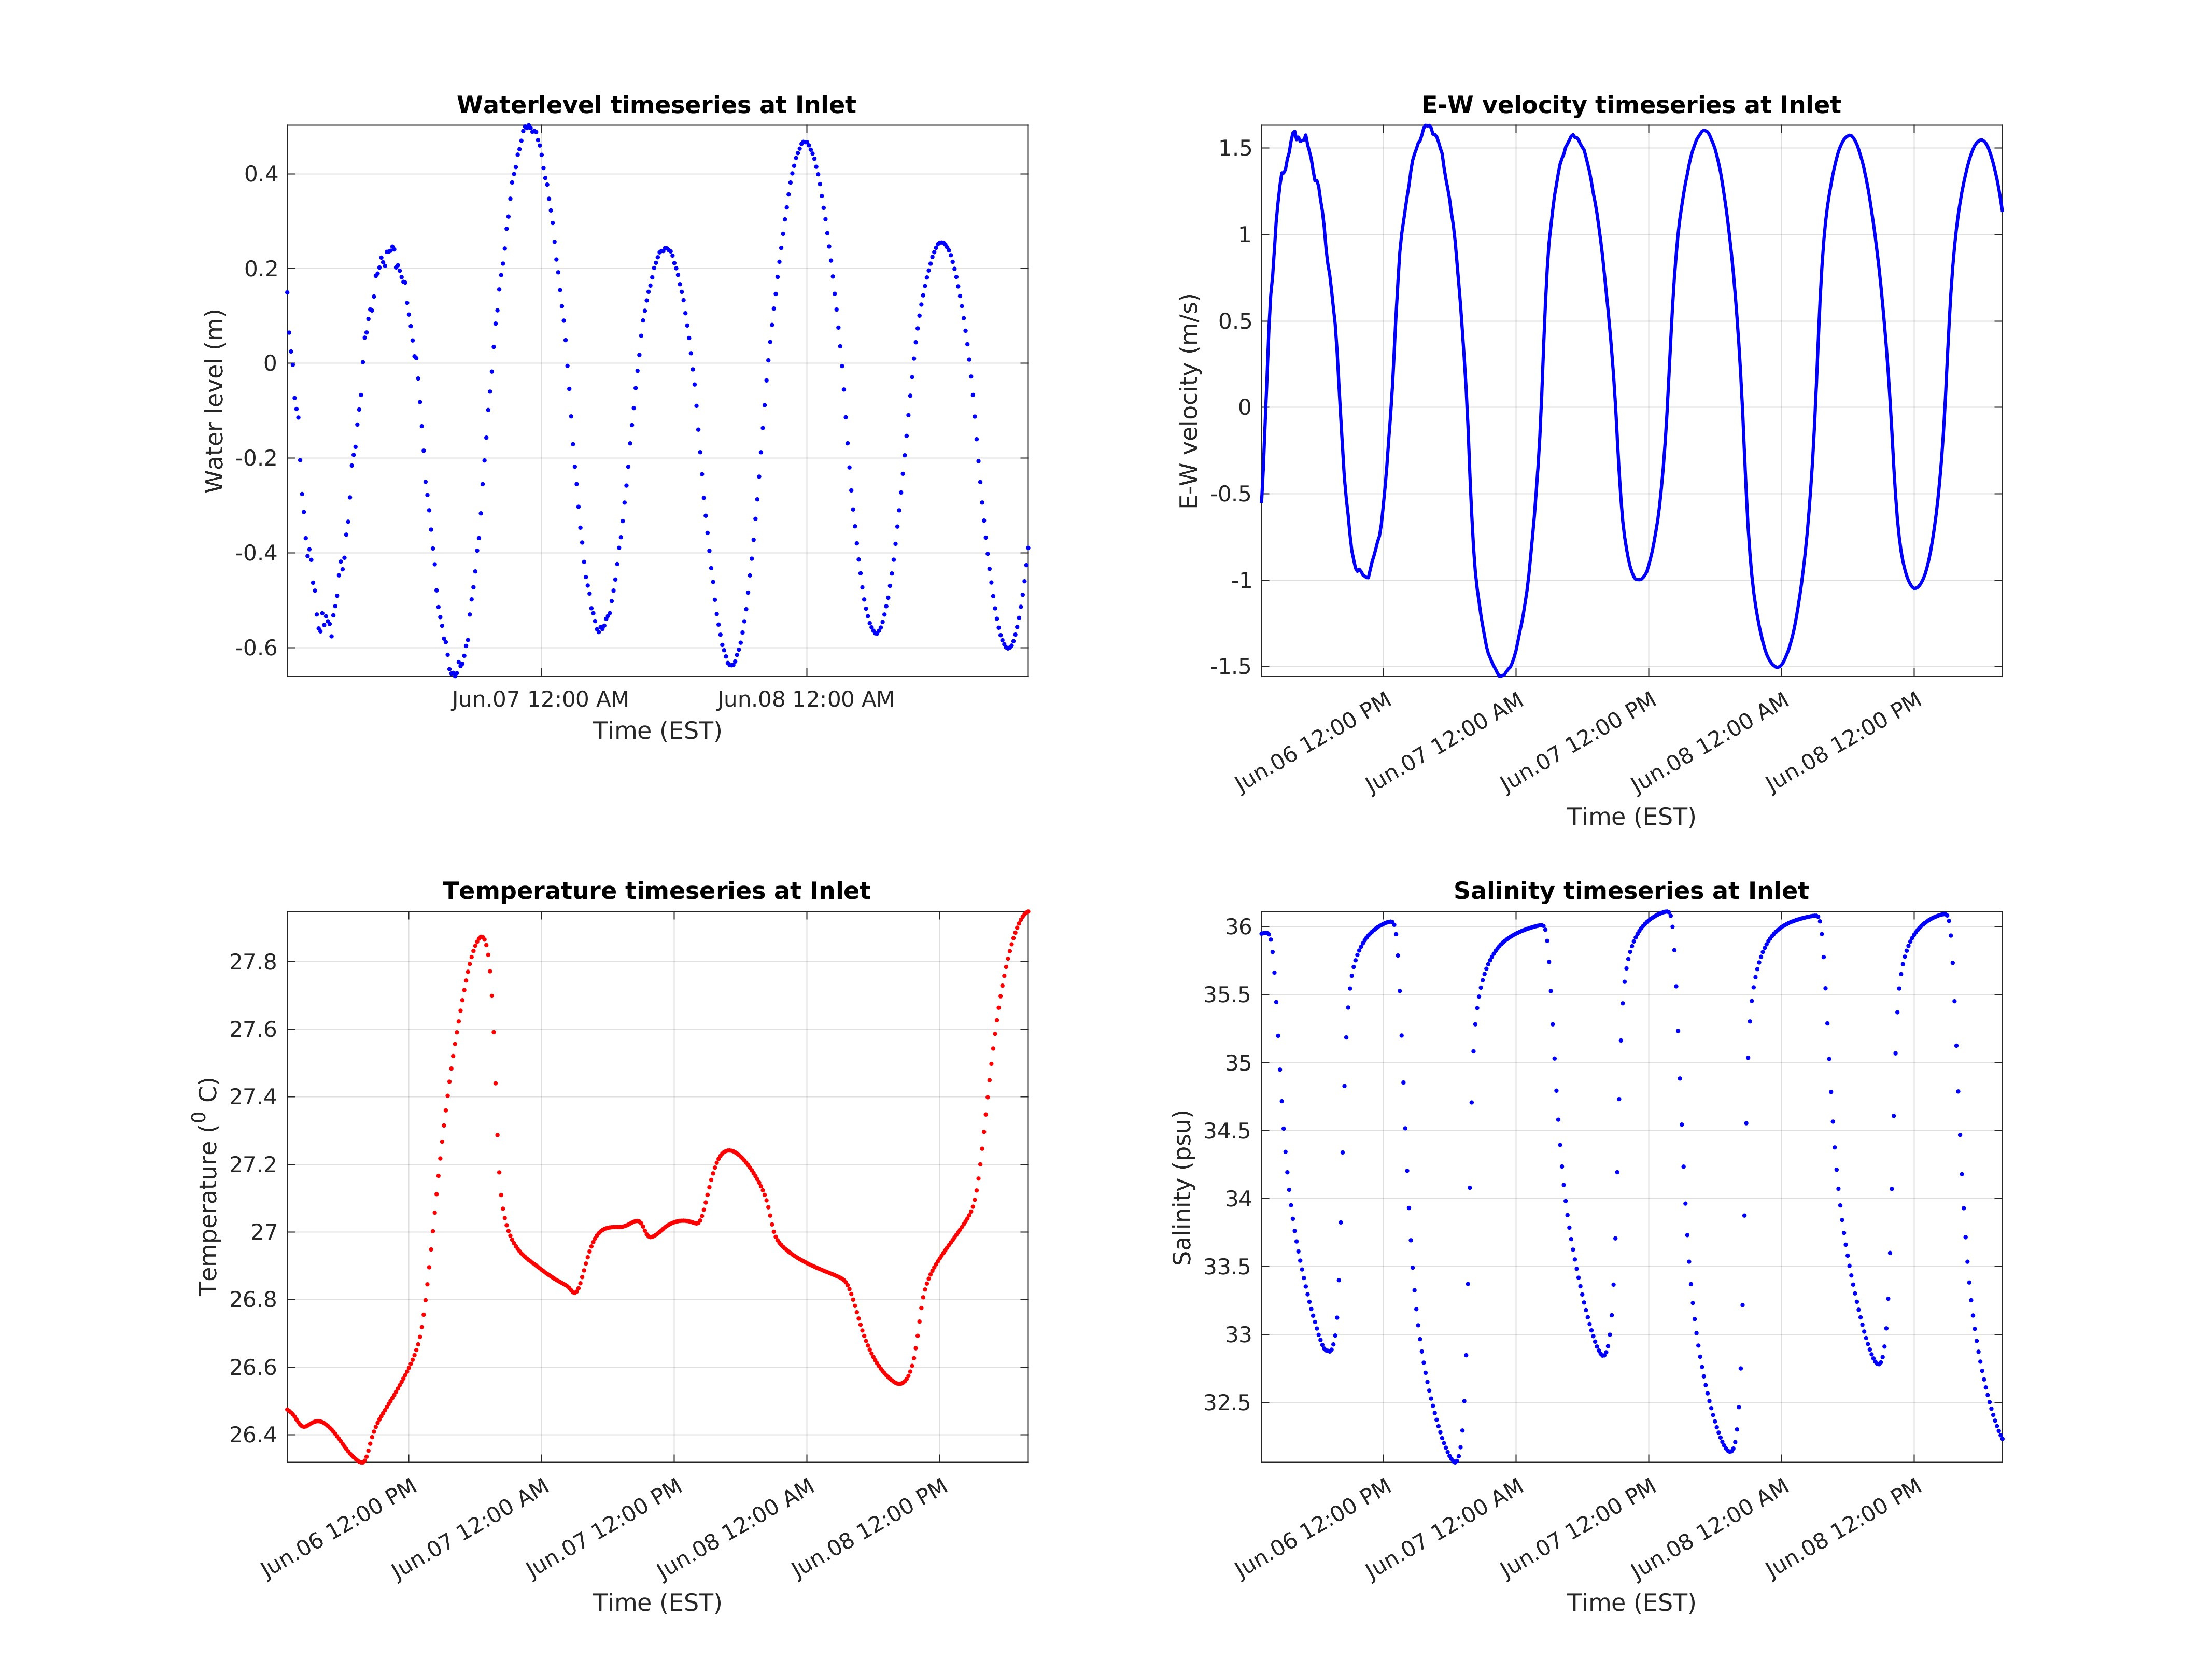 Waterlevel timeseries at Inlet
0.4
0.2
0
-0.2
-0.4
-0.6
Water level (m)
Jun.07 12:00 AM
Jun.08 12:00 AM
Time (EST)
E-W velocity timeseries at Inlet
1.5
1
0.5
0
-0.5
-1
-1.5
E-W velocity (m/s)
Jun.06 12:00 PM
Jun.07 12:00 AM
Jun.07 12:00 PM
Jun.08 12:00 AM
Jun.08 12:00 PM
Time (EST)
Temperature timeseries at Inlet
27.8
27.6
27.4
27.2
27
26.8
26.6
26.4
Temperature (⁰ C)
Jun.06 12:00 PM
Jun.07 12:00 AM
Jun.07 12:00 PM
Jun.08 12:00 AM
Jun.08 12:00 PM
Time (EST)
Salinity timeseries at Inlet
36
35.5
35
34.5
34
33.5
33
32.5
Salinity (psu)
Jun.06 12:00 PM
Jun.07 12:00 AM
Jun.07 12:00 PM
Jun.08 12:00 AM
Jun.08 12:00 PM
Time (EST)